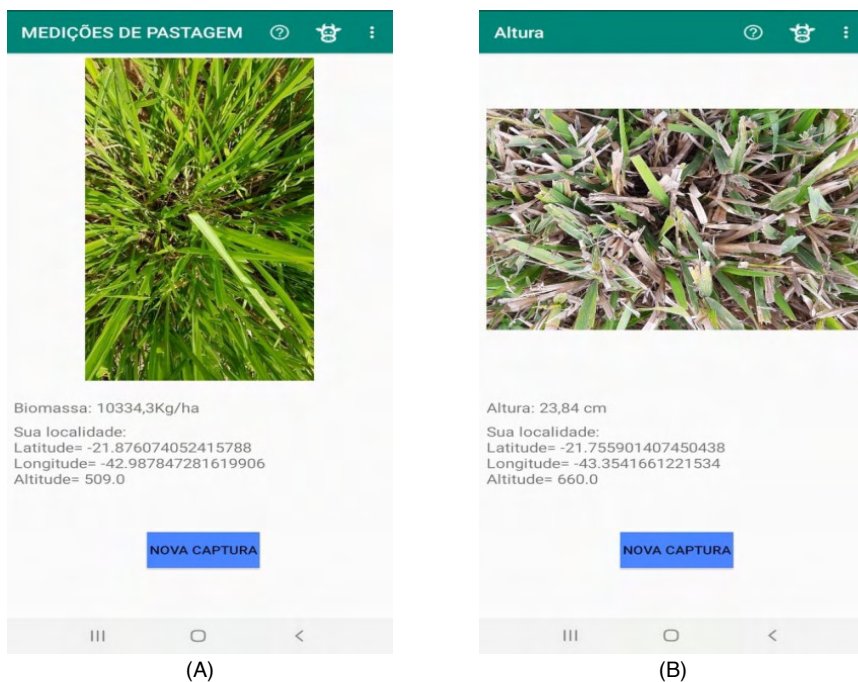 MEDIÇÕES DE PASTAGEM
Biomassa: 10334,3Kg/ha
Sua localidade:
Latitude= -21.876074052415788
Longitude= -42.987847281619906
Altitude= 509.0
NOVA CAPTURA
(A)
Altura
Altura: 23,84 cm
Sua localidade:
Latitude= -21.755901407450438
Longitude= -43.3541661221534
Altitude= 660.0
NOVA CAPTURA
(B)